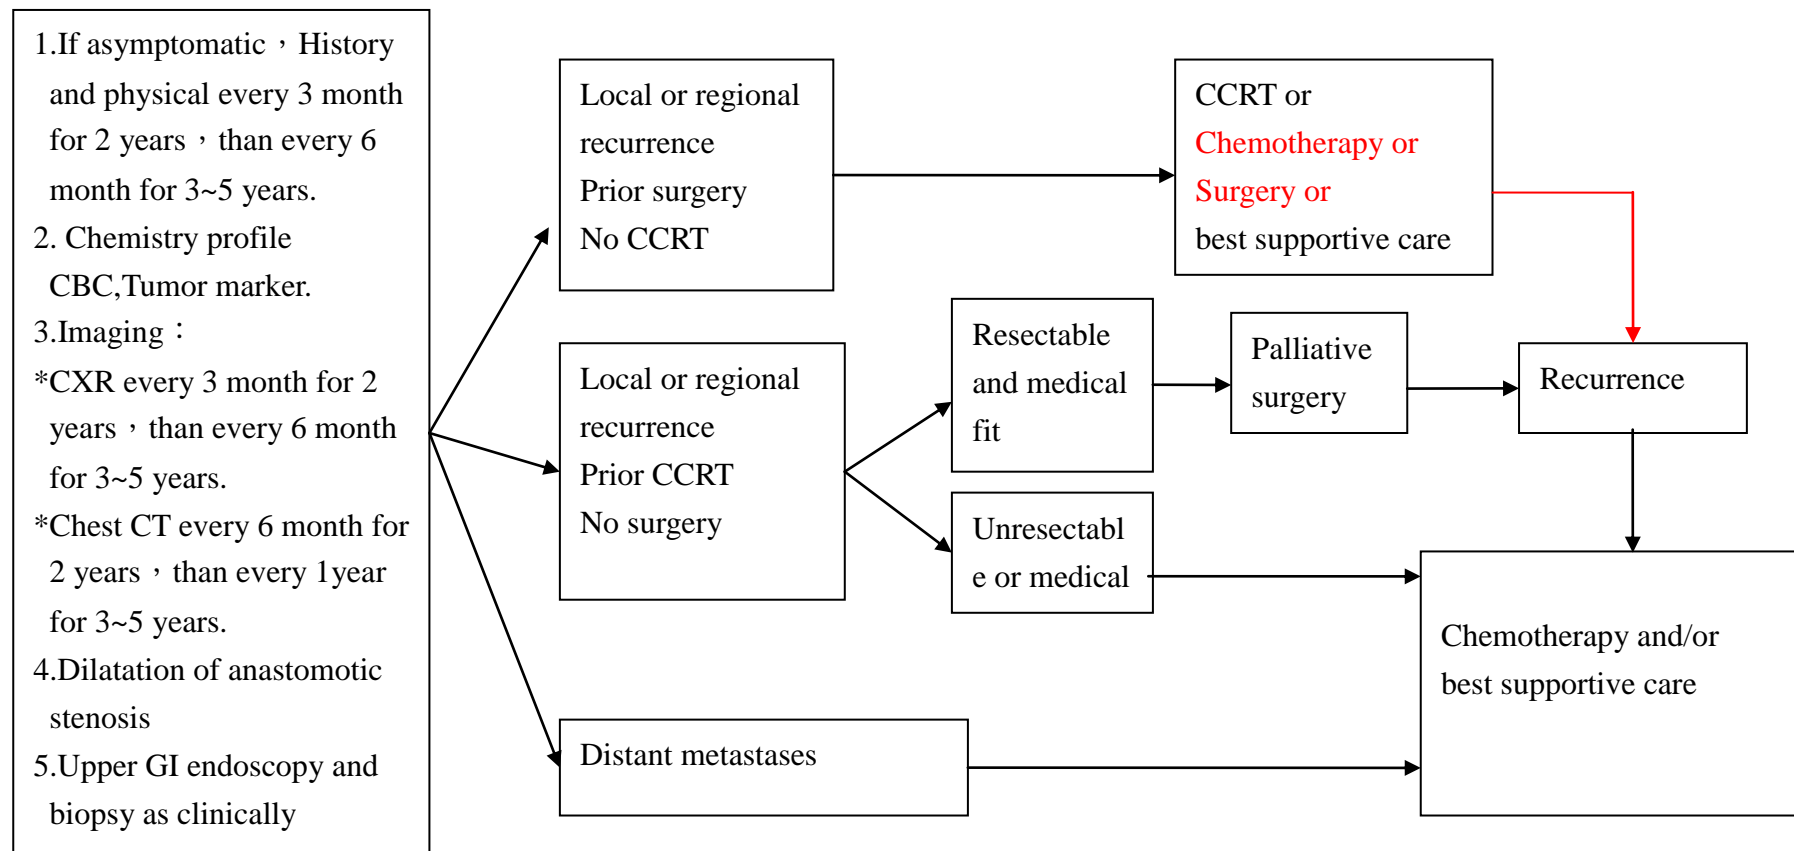 1.If asymptomatic，History
and physical every 3 month
for 2 years，than every 6
month for 3~5 years.
2. Chemistry profile
CBC,Tumor marker.
3.Imaging：
*CXR every 3 month for 2
years，than every 6 month
for 3~5 years.
*Chest CT every 6 month for
2 years，than every 1year
for 3~5 years.
4.Dilatation of anastomotic
stenosis
5.Upper GI endoscopy and
biopsy as clinically
Local or regional
recurrence
Prior surgery
No CCRT
CCRT or
Chemotherapy or
Surgery or
best supportive care
Local or regional
recurrence
Prior CCRT
No surgery
Resectable
and medical
fit
Palliative
surgery
Recurrence
Unresectabl
e or medical
Chemotherapy and/or
best supportive care
Distant metastases